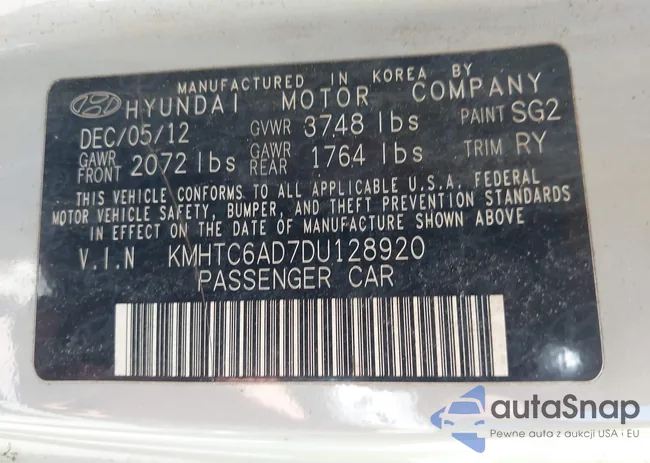 MANUFACTURED IN KOREA BY
HYUNDAI MOTOR COMPANY
DEC/05/12 GVWR 3748 lbs PAINT SG2
GAWR FRONT 2072 lbs GAWR REAR 1764 lbs TRIM RY
THIS VEHICLE CONFORMS TO ALL APPLICABLE U.S.A. FEDERAL
MOTOR VEHICLE SAFETY, BUMPER, AND THEFT PREVENTION STANDARDS
IN EFFECT ON THE DATE OF MANUFACTURE SHOWN ABOVE
V.I.N KMHTC6AD7DU128920
PASSENGER CAR
autaSnap
Pewne auta z aukcji USA i EU